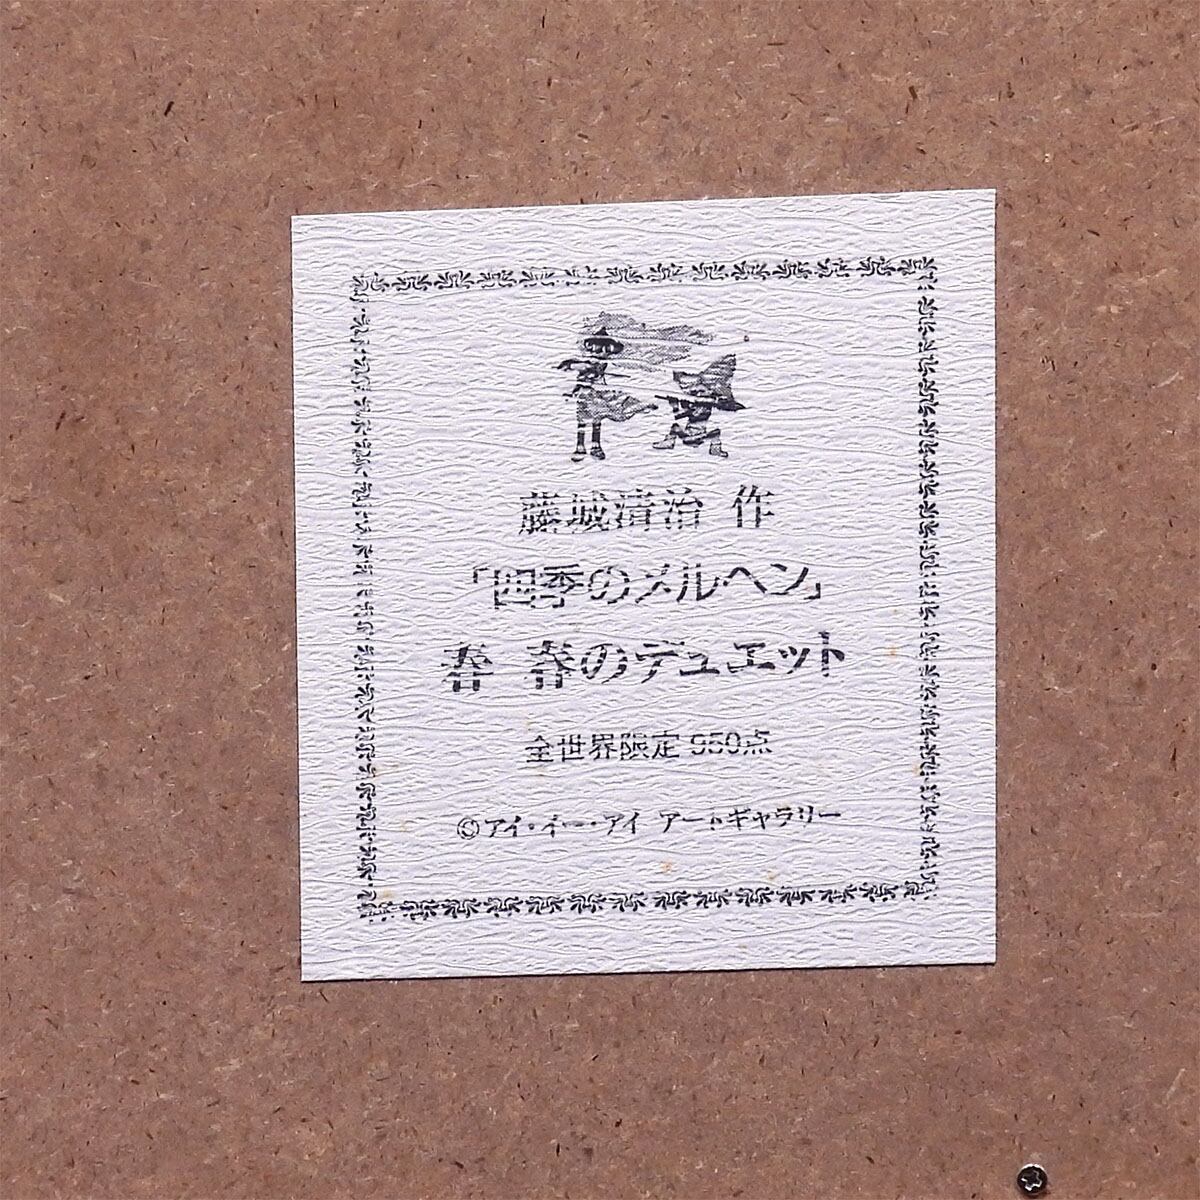 藤城清治 作
「四季のメルヘン」
春 春のデュエット
全世界限定 950点
©アイ・イー・アイ アートギャラリー